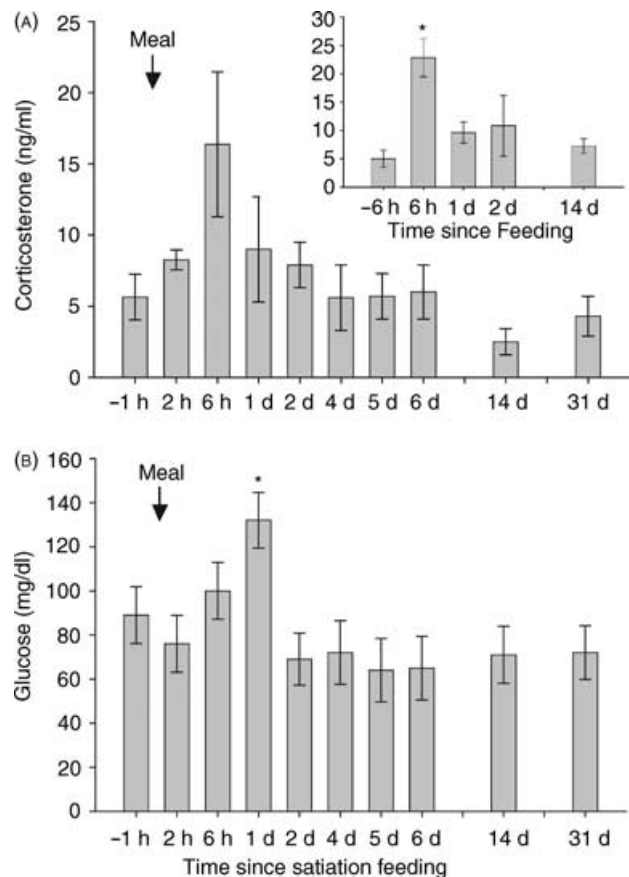 (A)
Meal
Corticosterone (ng/ml)
25
20
15
10
5
0
−1 h 2 h 6 h 1 d 2 d 4 d 5 d 6 d 14 d 31 d
30
25
20
15
10
5
0
*
−6 h 6 h 1 d 2 d 14 d
Time since Feeding
(B)
Meal
*
Glucose (mg/dl)
160
140
120
100
80
60
40
20
0
−1 h 2 h 6 h 1 d 2 d 4 d 5 d 6 d 14 d 31 d
Time since satiation feeding